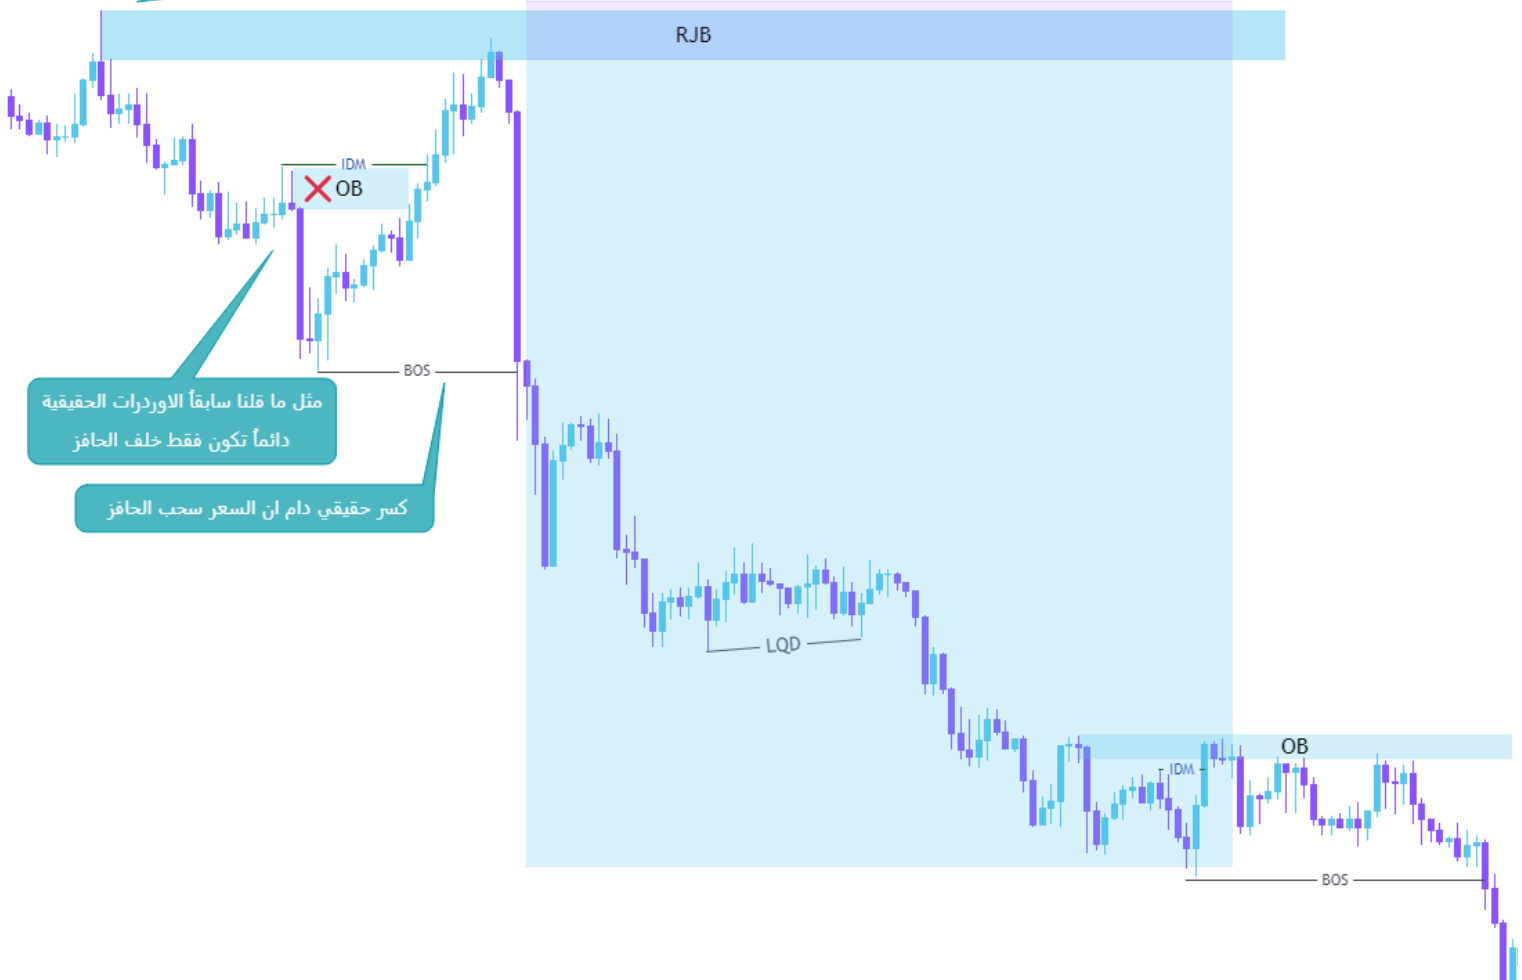 RJB
IDM
OB
BOS
مثل ما قلنا سابقاً الاوردرات الحقيقية
دائماً تكون فقط خلف الحافز
كسر حقيقي دام ان السعر سحب الحافز
LQD
OB
IDM
BOS